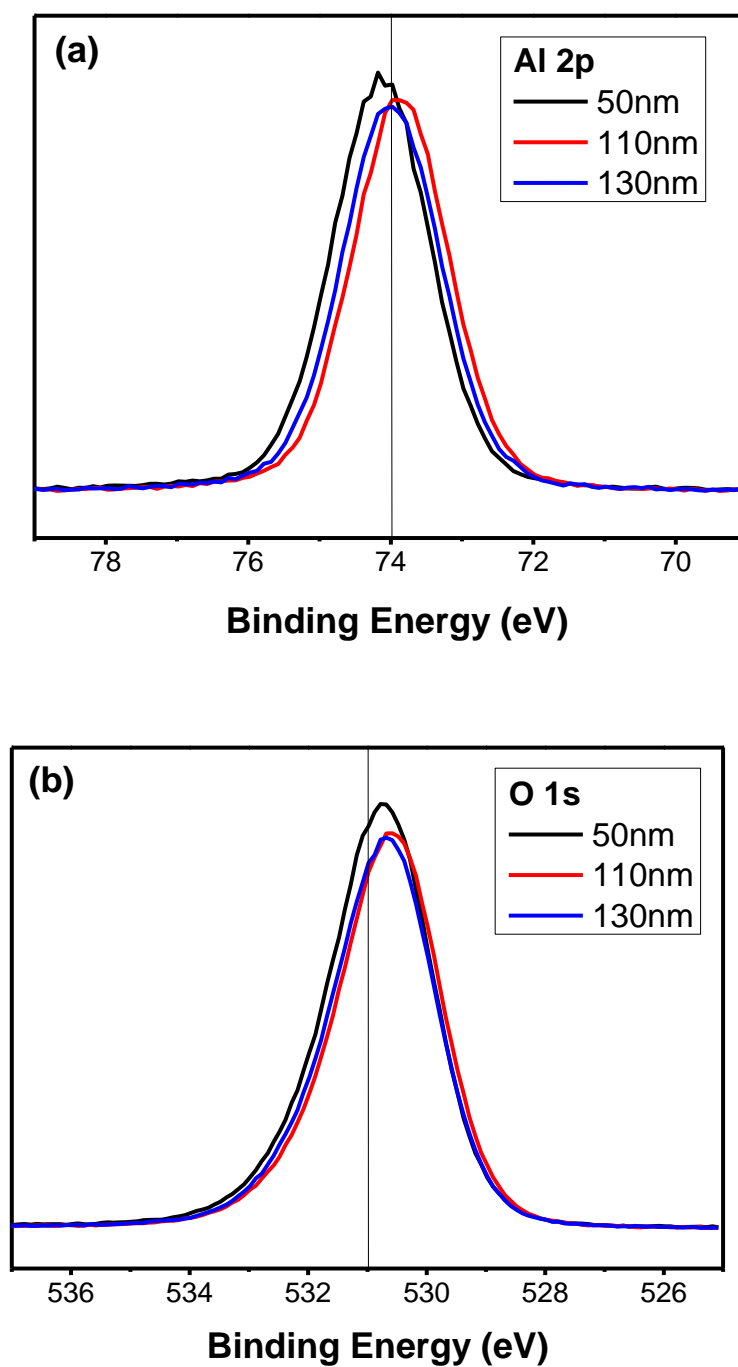 (a)
Al 2p
50nm
110nm
130nm
78 76 74 72 70
Binding Energy (eV)
(b)
O 1s
50nm
110nm
130nm
536 534 532 530 528 526
Binding Energy (eV)